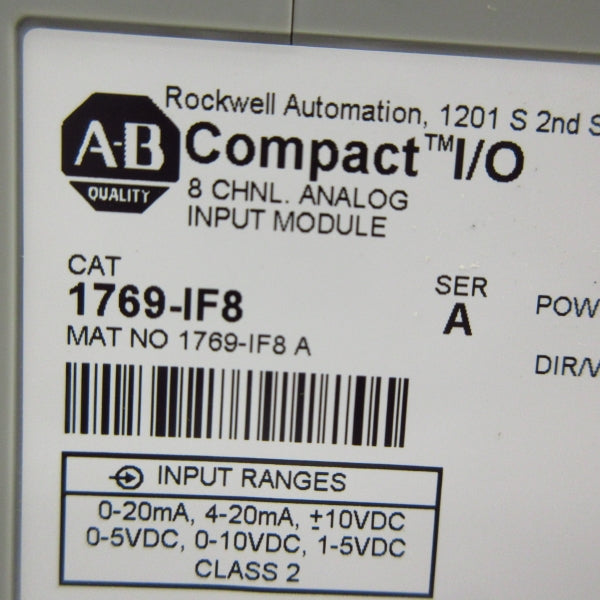 Rockwell Automation, 1201 S 2nd
A-B
QUALITY
Compact™ I/O
8 CHNL. ANALOG
INPUT MODULE
CAT
1769-IF8
MAT NO 1769-IF8 A
SER
A
POW
DIR/
INPUT RANGES
0-20mA, 4-20mA, ±10VDC
0-5VDC, 0-10VDC, 1-5VDC
CLASS 2